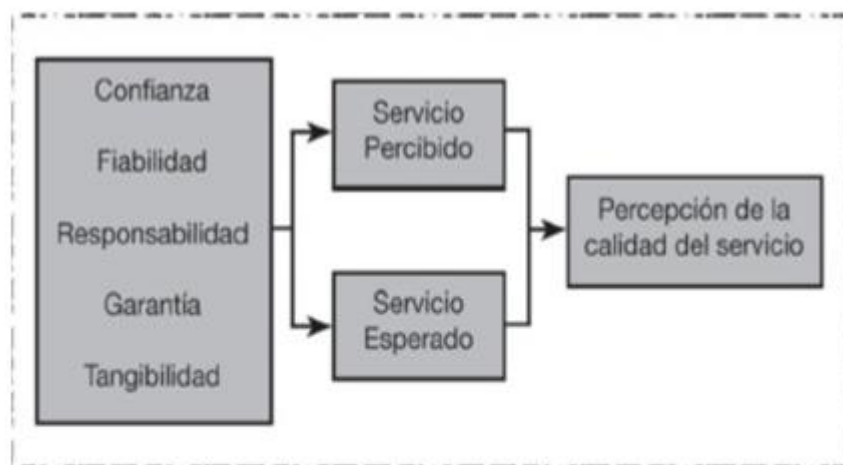 Confianza
Fiabilidad
Responsabilidad
Garantía
Tangibilidad
Servicio
Percibido
Servicio
Esperado
Percepción de la
calidad del servicio